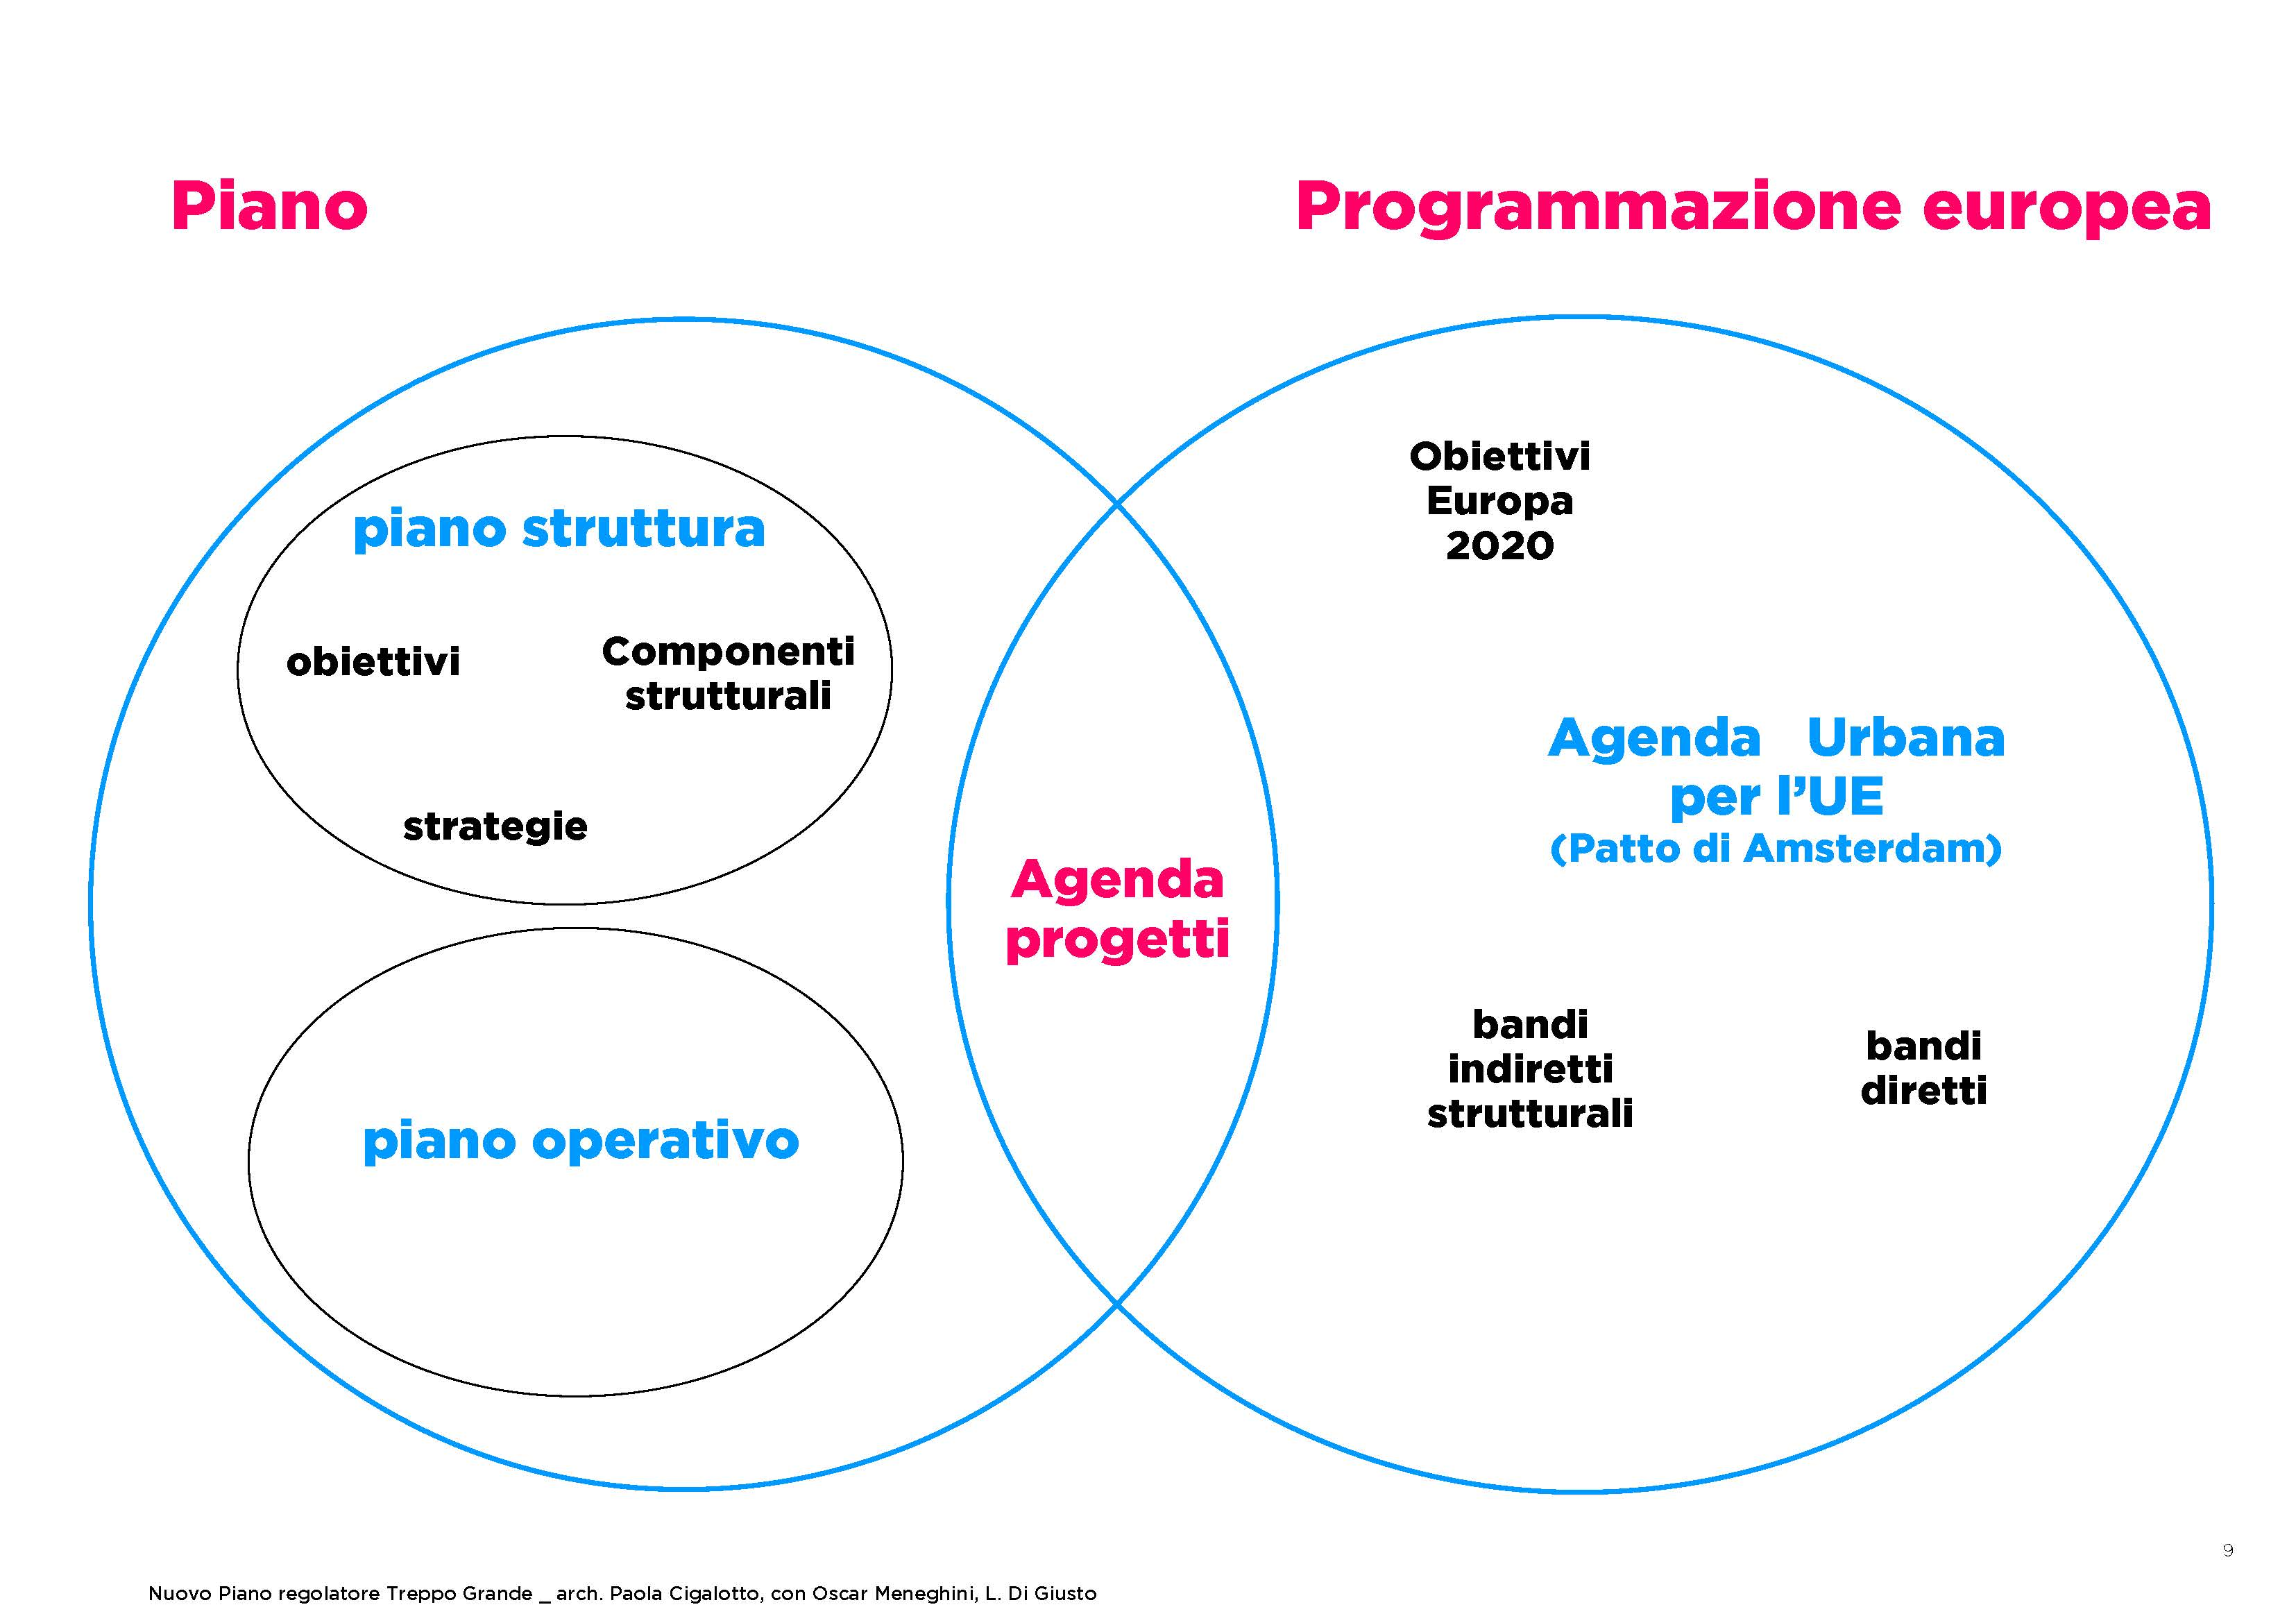 Piano
Programmazione europea
piano struttura
obiettivi
Componenti
strutturali
strategie
piano operativo
Agenda
progetti
Obiettivi
Europa
2020
Agenda Urbana
per l’UE
(Patto di Amsterdam)
bandi
indiretti
strutturali
bandi
diretti
9
Nuovo Piano regolatore Treppo Grande _ arch. Paola Cigalotto, con Oscar Meneghini, L. Di Giusto